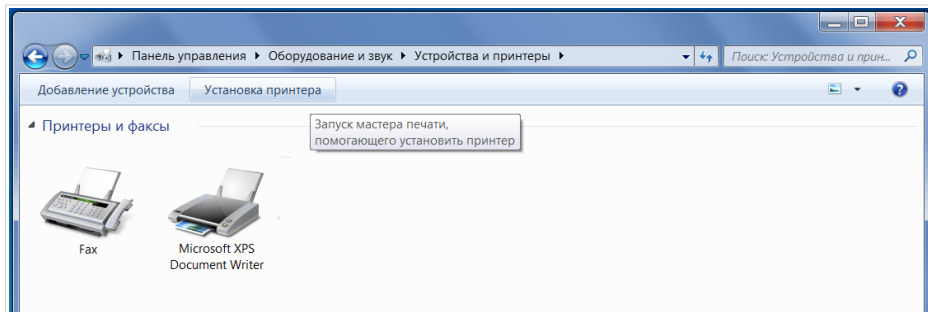 Панель управления Оборудование и звук Устройства и принтеры Поиск: Устройства и прин...
Добавление устройства Установка принтера
Принтеры и факсы
Запуск мастера печати,
помогающего установить принтер
Fax
Microsoft XPS
Document Writer